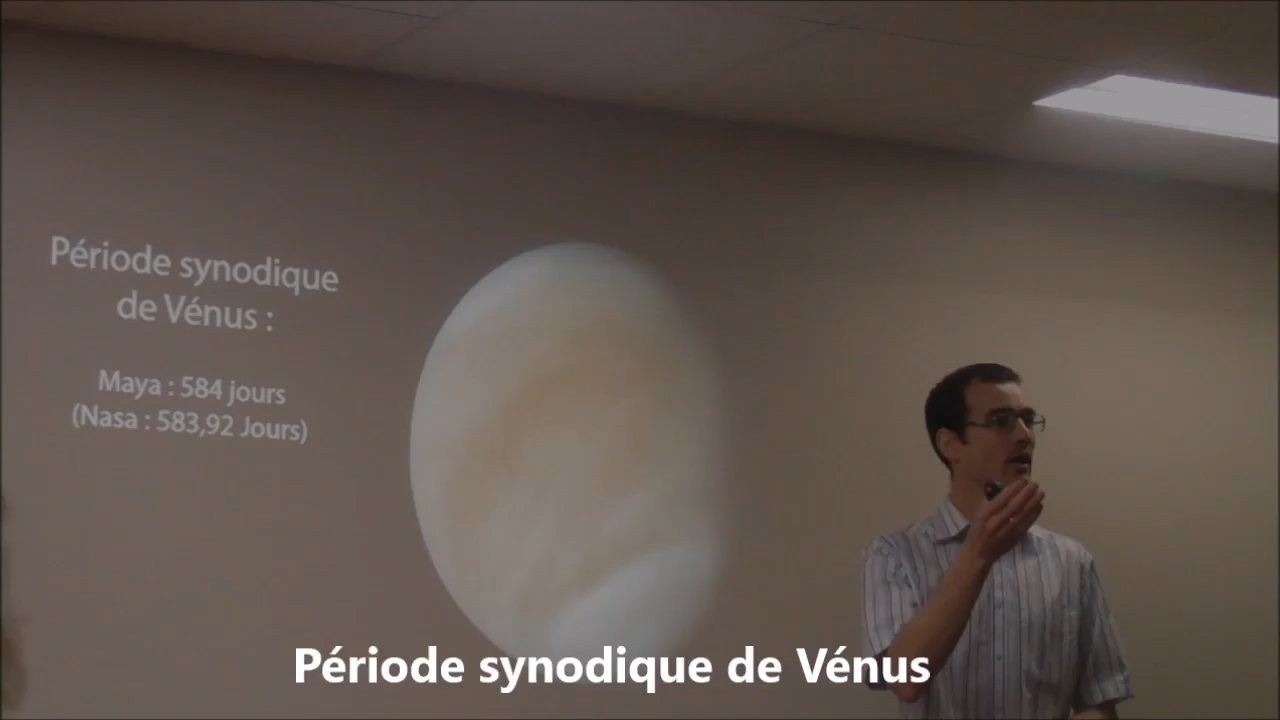 Période synodique
de Vénus :
Maya : 584 jours
(Nasa : 583,92 Jours)
Période synodique de Vénus